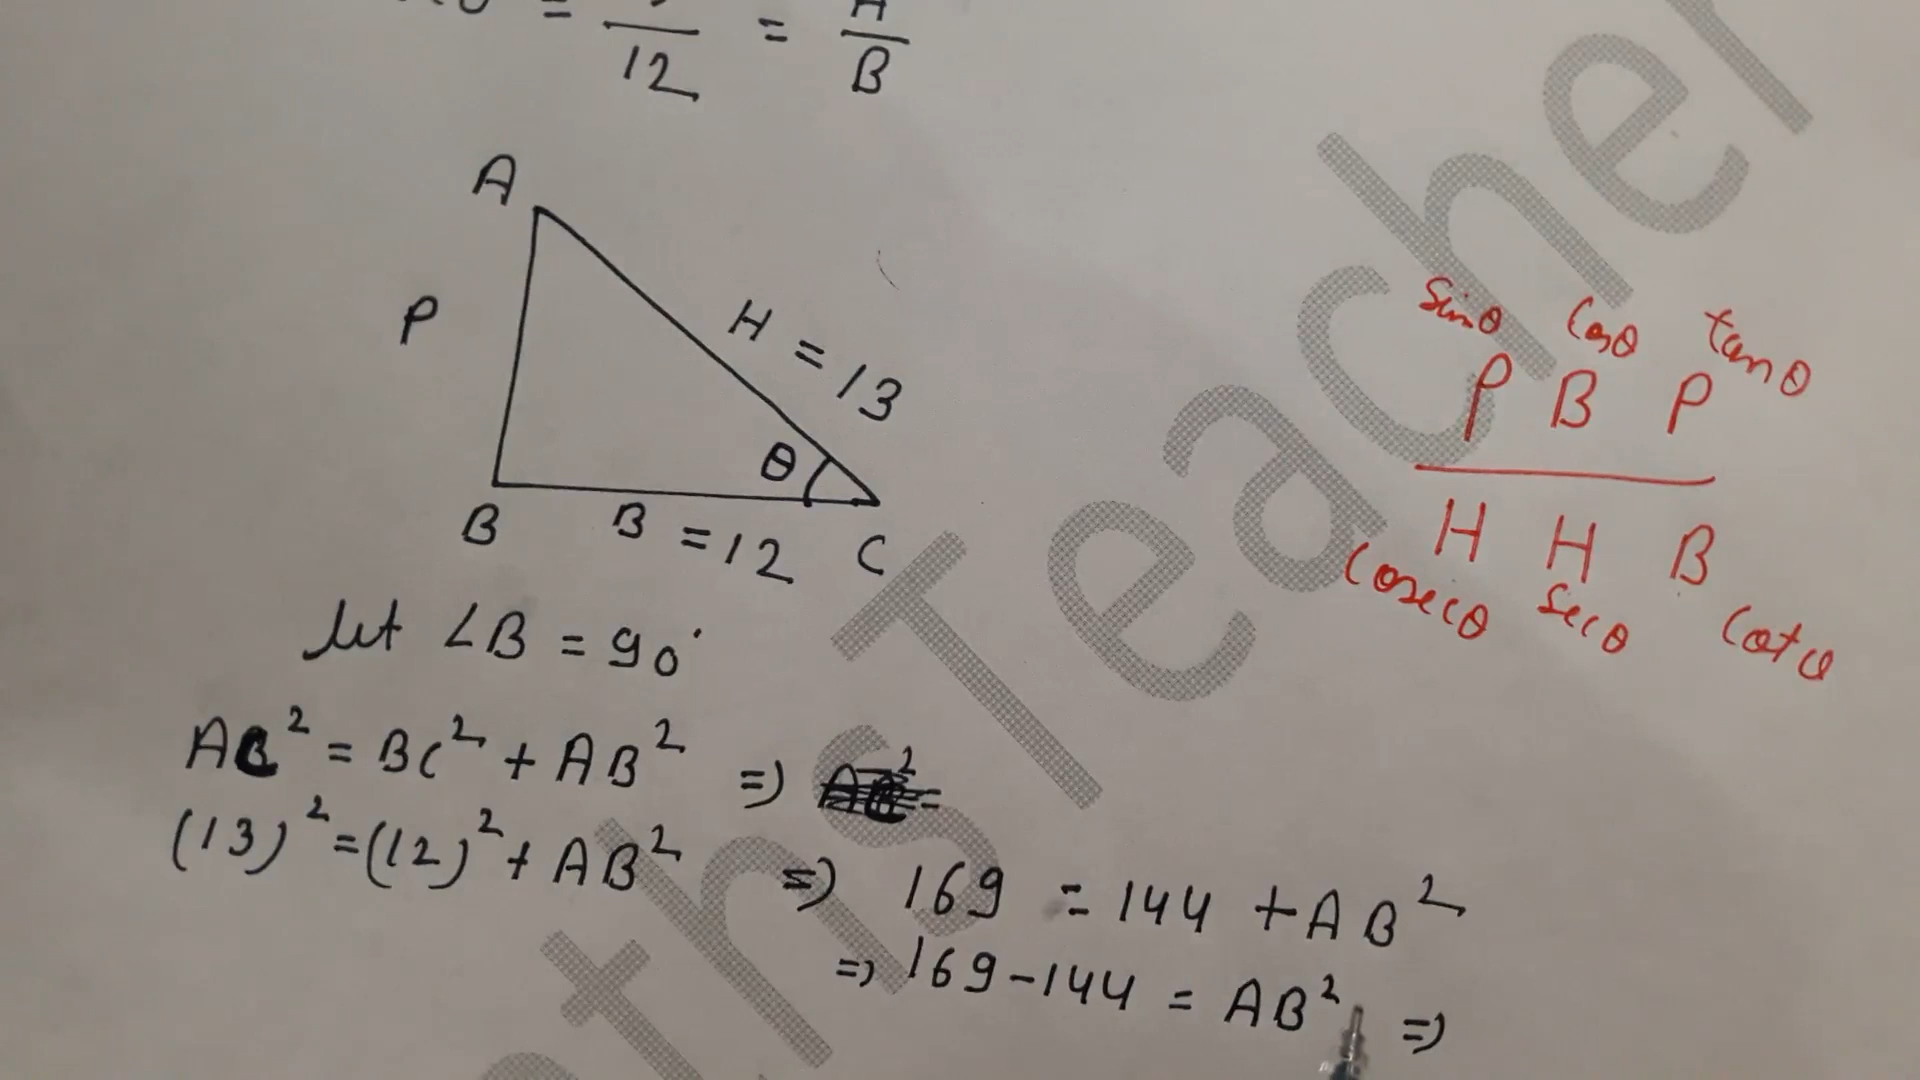 = 12 = H
B
A
P
H = 13
θ
B B = 12 C
let ∠B = 90°
AC² = BC² + AB² =>
(13)² = (12)² + AB² => 169 = 144 + AB²
=> 169 - 144 = AB² =>
sinθ cosθ tanθ
P B P
H H B
cosecθ secθ cotθ
Maths Teacher